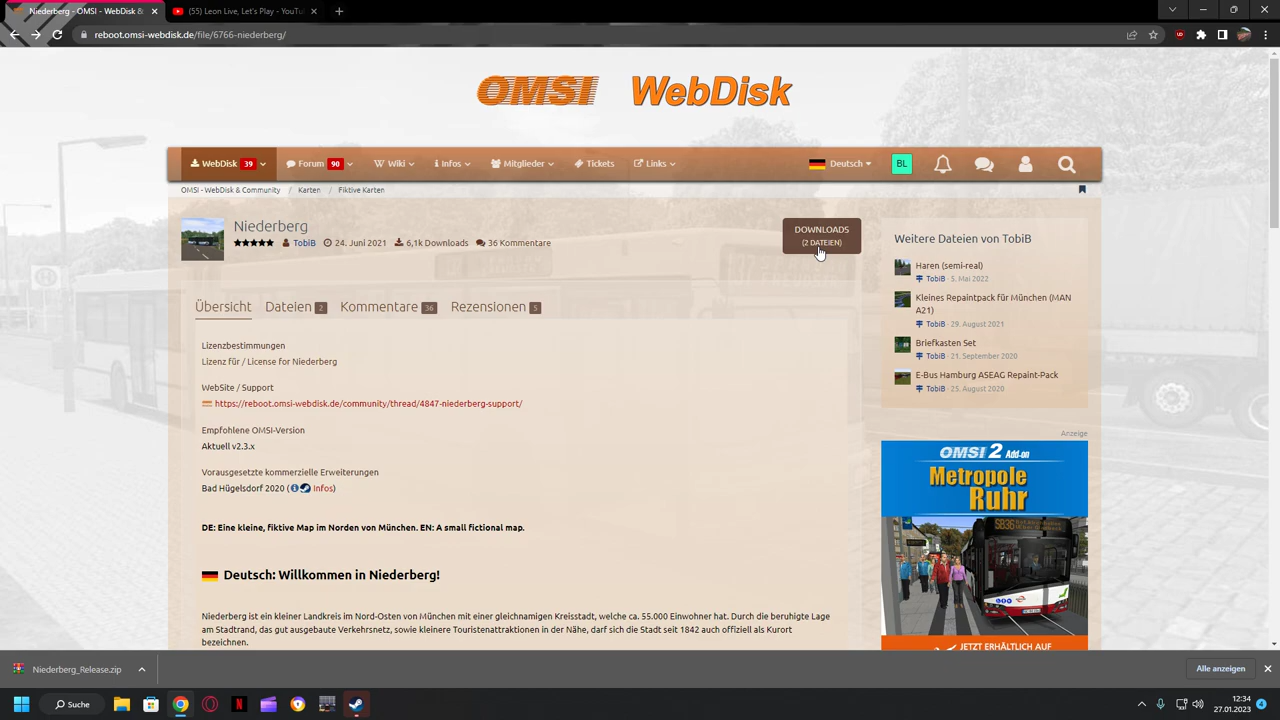 Niederberg - OMSI - WebDisk &
(55) Leon Live, Let's Play - YouTu
reboot.omsi-webdisk.de/file/6766-niederberg/
OMSI WebDisk
WebDisk 39 Forum 90 Wiki Infos Mitglieder Tickets Links Deutsch BL
OMSI - WebDisk & Community / Karten / Fiktive Karten
Niederberg
TobiB 24. Juni 2021 6,1k Downloads 36 Kommentare
DOWNLOADS
(2 DATEIEN)
Übersicht Dateien 2 Kommentare 36 Rezensionen 5
Lizenzbestimmungen
Lizenz für / License for Niederberg
WebSite / Support
https://reboot.omsi-webdisk.de/community/thread/4847-niederberg-support/
Empfohlene OMSI-Version
Aktuell v2.3.x
Vorausgesetzte kommerzielle Erweiterungen
Bad Hügelsdorf 2020 ( Infos)
DE: Eine kleine, fiktive Map im Norden von München. EN: A small fictional map.
Deutsch: Willkommen in Niederberg!
Niederberg ist ein kleiner Landkreis im Nord-Osten von München mit einer gleichnamigen Kreisstadt, welche ca. 55.000 Einwohner hat. Durch die beruhigte Lage
am Stadtrand, das gut ausgebaute Verkehrsnetz, sowie kleinere Touristenattraktionen in der Nähe, darf sich die Stadt seit 1842 auch offiziell als Kurort
bezeichnen.
Weitere Dateien von TobiB
Haren (semi-real)
TobiB · 5. Mai 2022
Kleines Repaintpack für München (MAN
A21)
TobiB · 29. August 2021
Briefkasten Set
TobiB · 21. September 2020
E-Bus Hamburg ASEAG Repaint-Pack
TobiB · 25. August 2020
Anzeige
OMSI 2 Add-on
Metropole
Ruhr
SB36
JETZT ERHÄLTLICH AUF
Niederberg_Release.zip
Alle anzeigen
Suche
12:34
27.01.2023
4